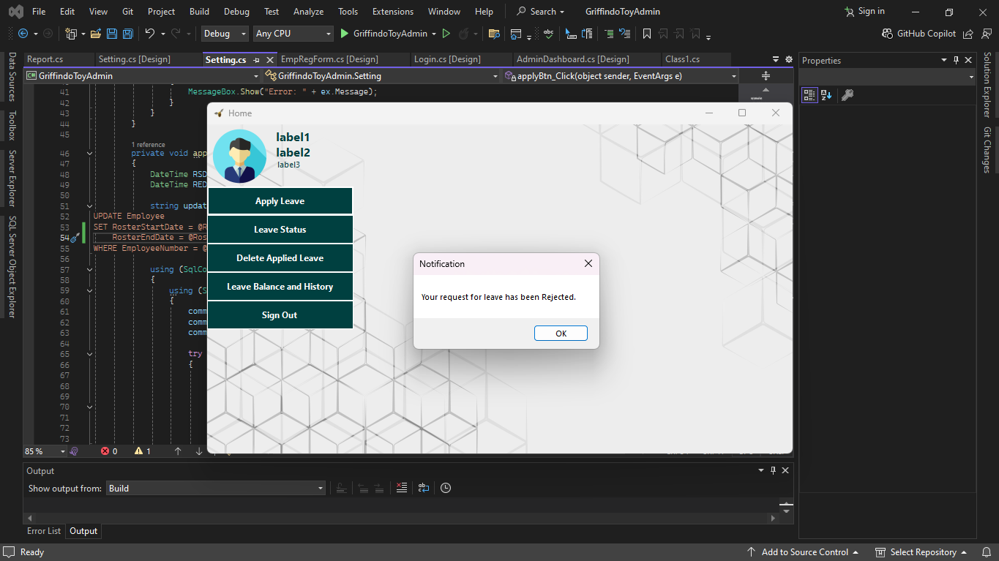 File Edit View Git Project Build Debug Test Analyze Tools Extensions Window Help Search GriffindoToyAdmin Sign in
Debug Any CPU GriffindoToyAdmin GitHub Copilot
Report.cs Setting.cs [Design] Setting.cs EmpRegForm.cs [Design] Login.cs [Design] AdminDashboard.cs [Design] Class1.cs
GriffindoToyAdmin GriffindoToyAdmin.Setting applyBtn_Click(object sender, EventArgs e)
Data Sources
Toolbox
Server Explorer
SQL Server Object Explorer
41 MessageBox.Show("Error: " + ex.Message);
42 }
43 }
44 }
45
1 reference
46 private void app
47 {
48 DateTime RSD
49 DateTime RED
50
51 string updat
52 UPDATE Employee
53 SET RosterStartDate = @R
54 RosterEndDate = @Ros
55 WHERE EmployeeNumber = @
56
57 using (SqlCo
58 {
59 using (S
60 {
61 comm
62 comm
63 comm
64
65 try
66 {
67
68
69
70
71
72
73
Home
label1
label2
label3
Apply Leave
Leave Status
Delete Applied Leave
Leave Balance and History
Sign Out
Notification
Your request for leave has been Rejected.
OK
85 % 0 1
Output
Show output from: Build
Error List Output
Properties
Solution Explorer
Git Changes
Ready Add to Source Control Select Repository